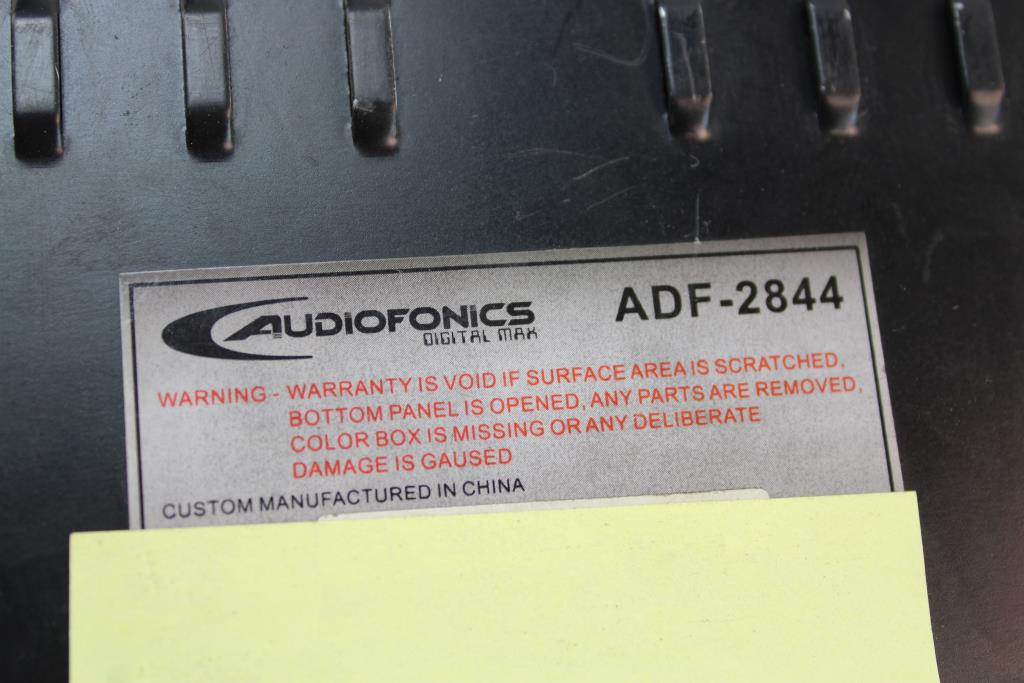 AUDIOFONICS
DIGITAL MAX
ADF-2844
WARNING - WARRANTY IS VOID IF SURFACE AREA IS SCRATCHED,
BOTTOM PANEL IS OPENED, ANY PARTS ARE REMOVED,
COLOR BOX IS MISSING OR ANY DELIBERATE
DAMAGE IS GAUSED
CUSTOM MANUFACTURED IN CHINA